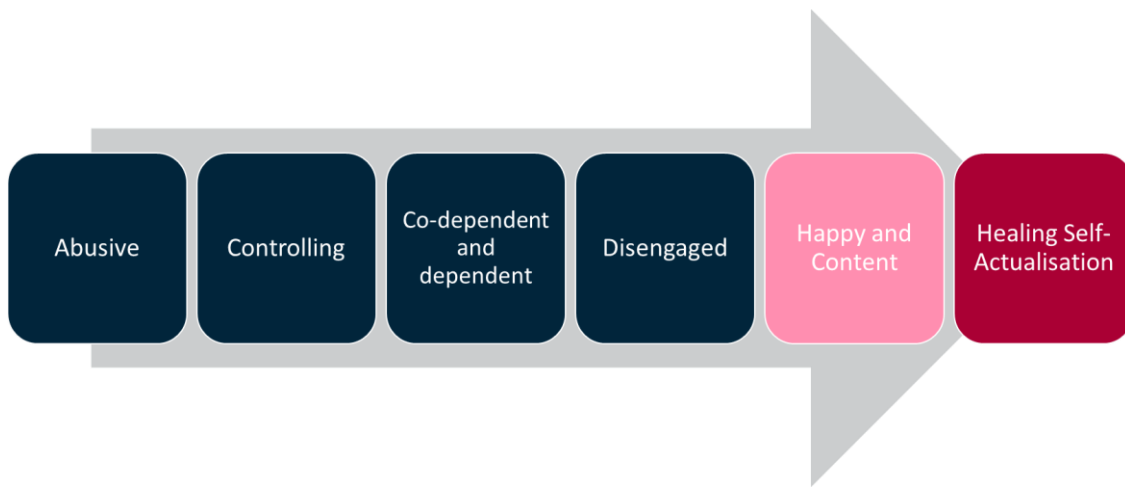 Abusive
Controlling
Co-dependent
and
dependent
Disengaged
Happy and
Content
Healing Self-
Actualisation